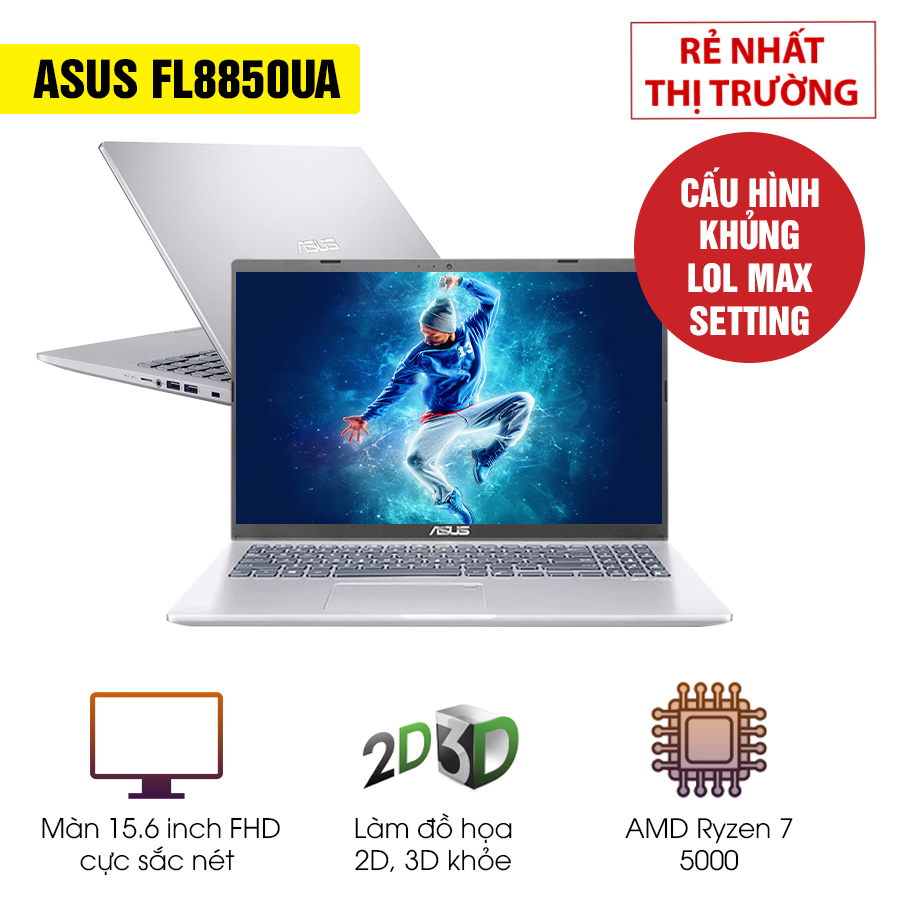 ASUS FL8850UA
RẺ NHẤT
THỊ TRƯỜNG
CẤU HÌNH
KHỦNG
LOL MAX
SETTING
ASUS
ASUS
2D3D
Màn 15.6 inch FHD
cực sắc nét
Làm đồ họa
2D, 3D khỏe
AMD Ryzen 7
5000